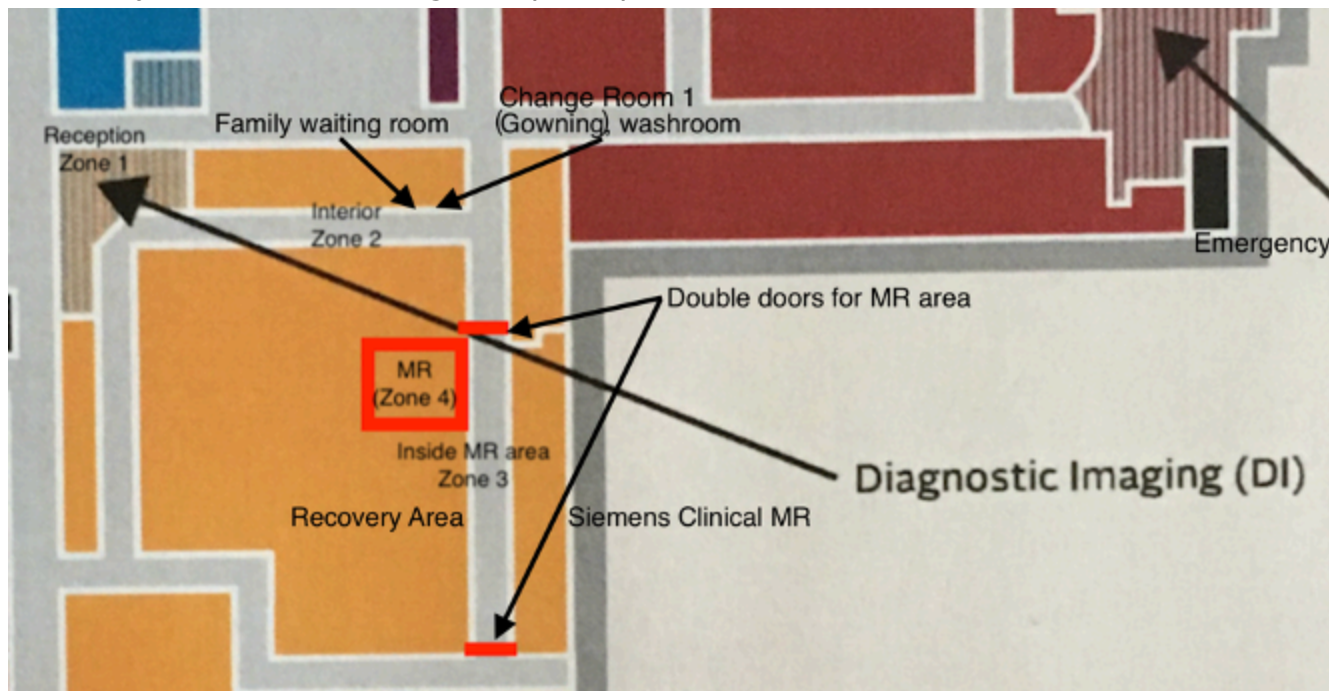 Change Room 1
(Gowning) washroom
Family waiting room
Reception
Zone 1
Interior
Zone 2
Emergency
Double doors for MR area
MR
(Zone 4)
Inside MR area
Zone 3
Diagnostic Imaging (DI)
Recovery Area
Siemens Clinical MR